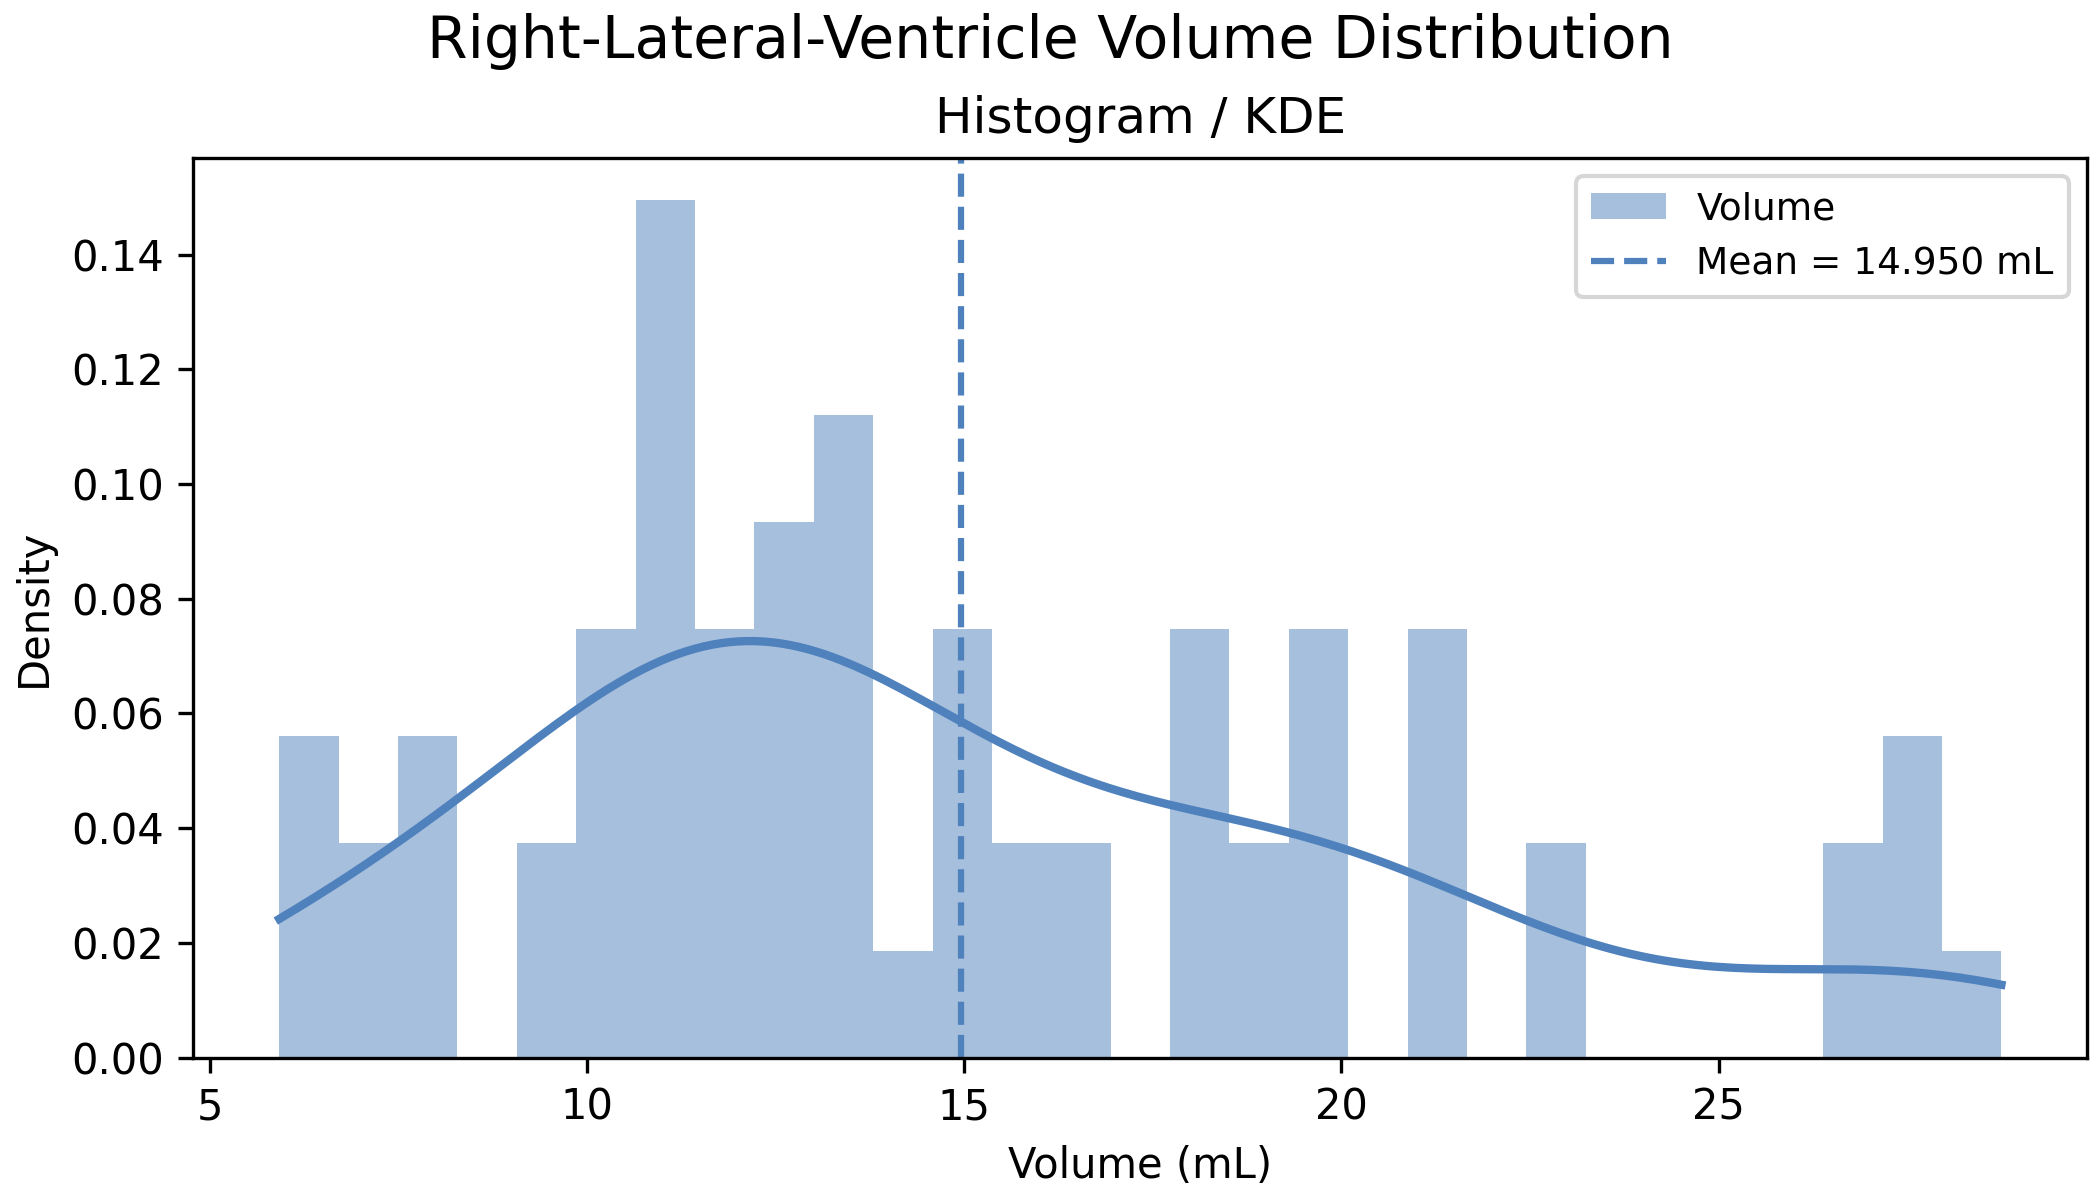 Right-Lateral-Ventricle Volume Distribution
Histogram / KDE
Volume
Mean = 14.950 mL
Density
0.14
0.12
0.10
0.08
0.06
0.04
0.02
0.00
5 10 15 20 25
Volume (mL)